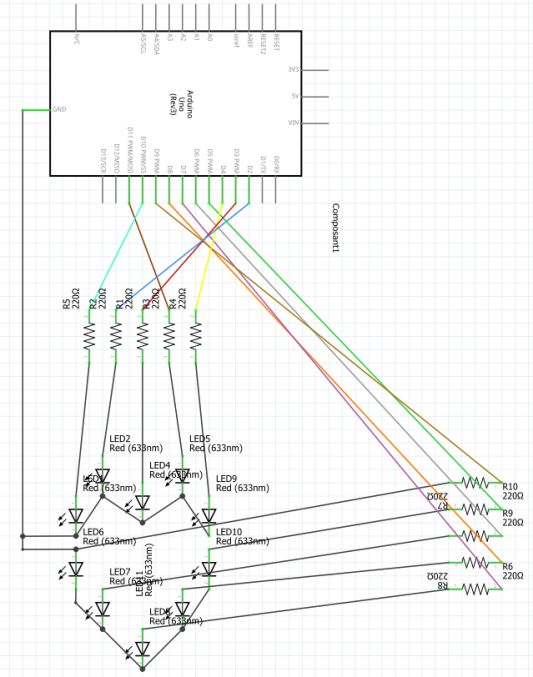 N/C
A5/SCL
A4/SDA
A3
A2
A1
A0
ioref
AREF
RESET2
RESET
3V3
5V
VIN
GND
Arduino
Uno
(Rev3)
D13/SCK
D12/MISO
D11 PWM/MOSI
D10 PWM/SS
D9 PWM
D8
D7
D6 PWM
D5 PWM
D4
D3 PWM
D2
D1/TX
D0/RX
Composant1
R5
220Ω
R2
220Ω
R1
220Ω
R3
220Ω
R4
220Ω
LED2
Red (633nm)
LED5
Red (633nm)
LED4
Red (633nm)
Red (633nm)
LED9
Red (633nm)
LED6
Red (633nm)
LED10
Red (633nm)
LED7
Red (633nm)
Red (633nm)
Red (633nm)
R10
220Ω
220Ω
R7
R9
220Ω
R6
220Ω
220Ω
R8